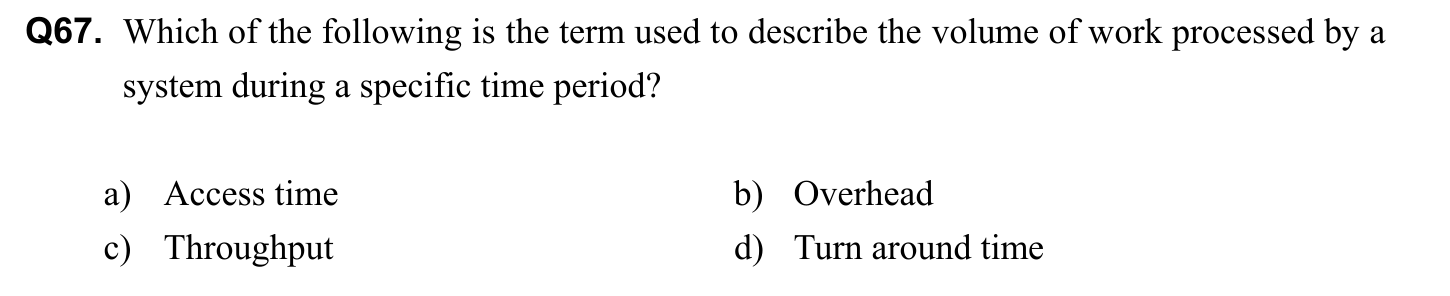 Q67. Which of the following is the term used to describe the volume of work processed by a
system during a specific time period?
a) Access time b) Overhead
c) Throughput d) Turn around time